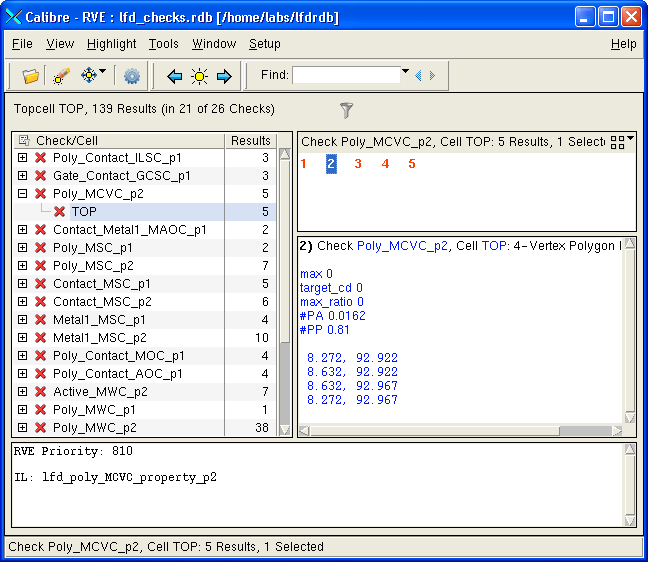 Calibre - RVE : lfd_checks.rdb [/home/labs/lfdrdb]
File View Highlight Tools Window Setup Help
Find:
Topcell TOP, 139 Results (in 21 of 26 Checks)
Check/Cell Results
Poly_Contact_ILSC_p1 3
Gate_Contact_GCSC_p1 3
Poly_MCVC_p2 5
TOP 5
Contact_Metal1_MAOC_p1 2
Poly_MSC_p1 2
Poly_MSC_p2 7
Contact_MSC_p1 5
Contact_MSC_p2 6
Metal1_MSC_p1 4
Metal1_MSC_p2 10
Poly_Contact_MOC_p1 4
Poly_Contact_AOC_p1 4
Active_MWC_p2 7
Poly_MWC_p1 1
Poly_MWC_p2 38
Check Poly_MCVC_p2, Cell TOP: 5 Results, 1 Selecte
1 2 3 4 5
2) Check Poly_MCVC_p2, Cell TOP: 4-Vertex Polygon
max 0
target_cd 0
max_ratio 0
#PA 0.0162
#PP 0.81
8.272, 92.922
8.632, 92.922
8.632, 92.967
8.272, 92.967
RVE Priority: 810
IL: lfd_poly_MCVC_property_p2
Check Poly_MCVC_p2, Cell TOP: 5 Results, 1 Selected